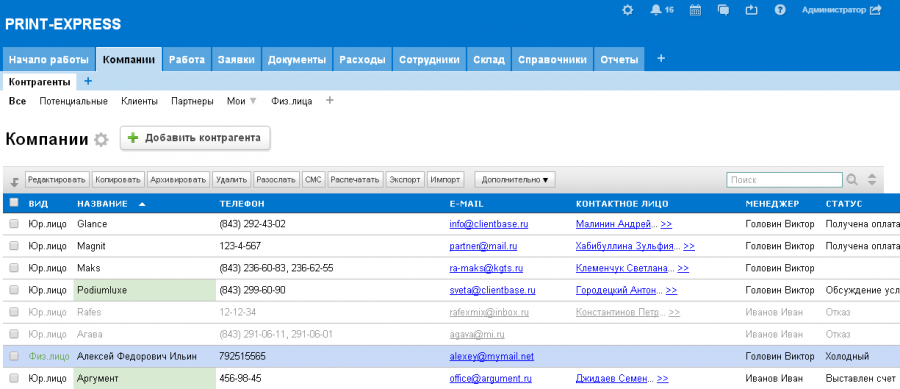 16 Администратор
PRINT-EXPRESS
Начало работы Компании Работа Заявки Документы Расходы Сотрудники Склад Справочники Отчеты +
Контрагенты +
Все Потенциальные Клиенты Партнеры Мои ▼ Физ.лица +
Компании Добавить контрагента
Редактировать Копировать Архивировать Удалить Разослать СМС Распечатать Экспорт Импорт Дополнительно ▼ Поиск
ВИД НАЗВАНИЕ ▲ ТЕЛЕФОН E-MAIL КОНТАКТНОЕ ЛИЦО МЕНЕДЖЕР СТАТУС
Юр.лицо Glance (843) 292-43-02 info@clientbase.ru Малинин Андрей... >> Головин Виктор Получена оплата
Юр.лицо Magnit 123-4-567 partner@mail.ru Хабибуллина Зульфия... >> Головин Виктор Получена оплата
Юр.лицо Maks (843) 236-60-83, 236-62-55 ra-maks@kgts.ru Клеменчук Светлана... >> Головин Виктор
Юр.лицо Podiumluxe (843) 299-60-90 sveta@clientbase.ru Городецкий Антон... >> Головин Виктор Обсуждение усл
Юр.лицо Rafes 12-12-34 rafexmix@inbox.ru Константинов Петр... >> Иванов Иван Отказ
Юр.лицо Агава (843) 291-06-11, 291-06-01 agava@mi.ru Иванов Иван Отказ
Физ.лицо Алексей Федорович Ильин 792515565 alexey@mymail.net Головин Виктор Холодный
Юр.лицо Аргумент 456-98-45 office@argument.ru Джидаев Семен... >> Иванов Иван Выставлен счет